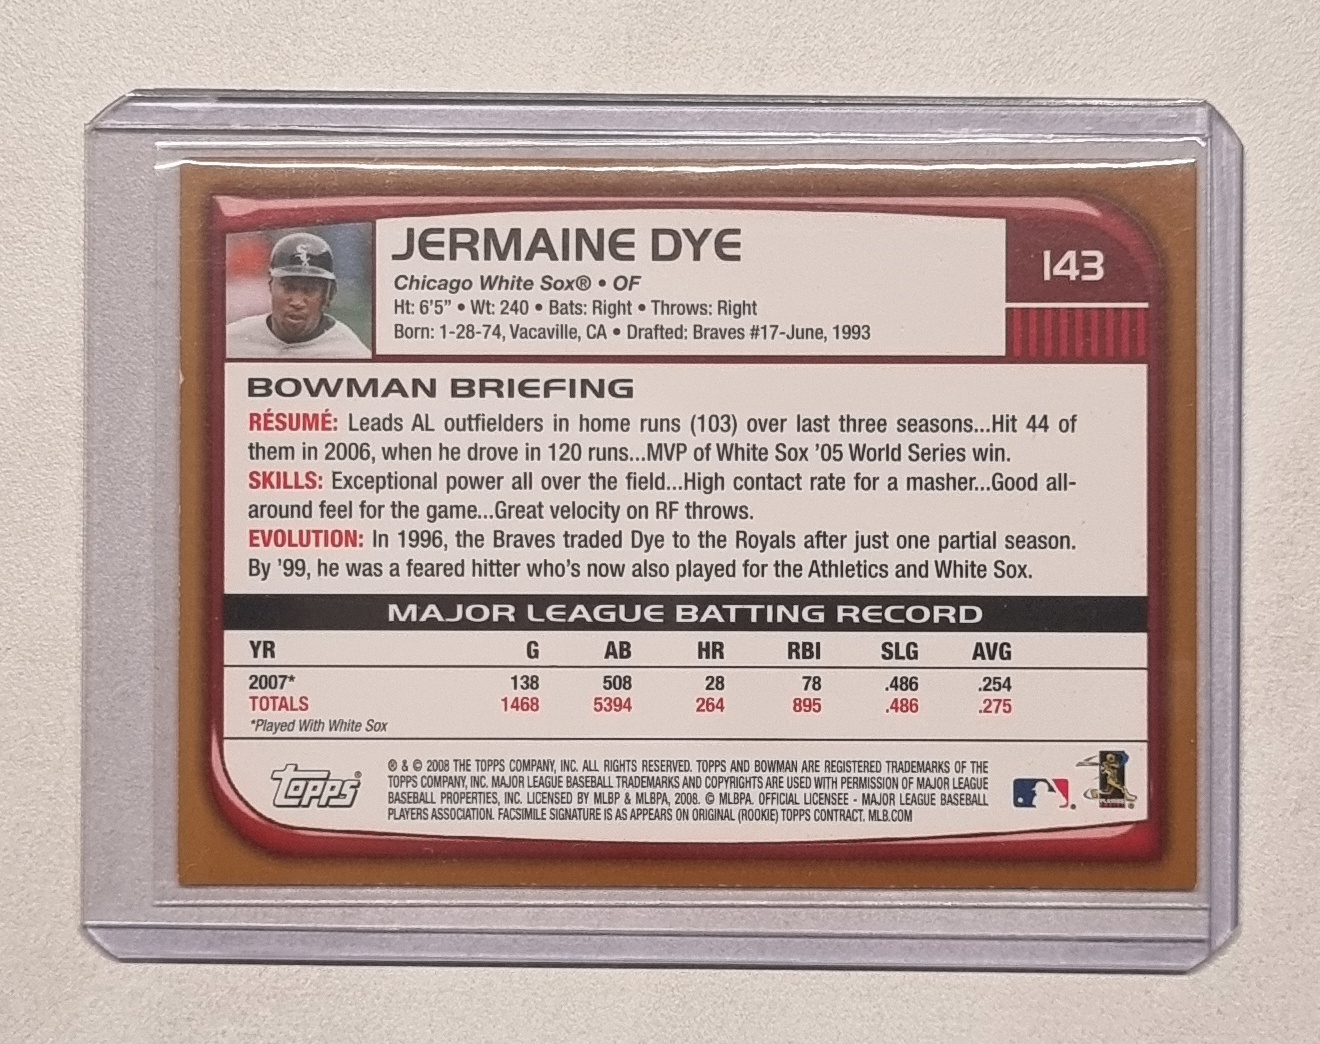 JERMAINE DYE
143
Chicago White Sox® • OF
Ht: 6'5" • Wt: 240 • Bats: Right • Throws: Right
Born: 1-28-74, Vacaville, CA • Drafted: Braves #17-June, 1993
BOWMAN BRIEFING
RÉSUMÉ: Leads AL outfielders in home runs (103) over last three seasons...Hit 44 of
them in 2006, when he drove in 120 runs...MVP of White Sox '05 World Series win.
SKILLS: Exceptional power all over the field...High contact rate for a masher...Good all-
around feel for the game...Great velocity on RF throws.
EVOLUTION: In 1996, the Braves traded Dye to the Royals after just one partial season.
By '99, he was a feared hitter who's now also played for the Athletics and White Sox.
MAJOR LEAGUE BATTING RECORD
YR G AB HR RBI SLG AVG
2007* 138 508 28 78 .486 .254
TOTALS 1468 5394 264 895 .486 .275
*Played With White Sox
Topps®
® & © 2008 THE TOPPS COMPANY, INC. ALL RIGHTS RESERVED. TOPPS AND BOWMAN ARE REGISTERED TRADEMARKS OF THE
TOPPS COMPANY, INC. MAJOR LEAGUE BASEBALL TRADEMARKS AND COPYRIGHTS ARE USED WITH PERMISSION OF MAJOR LEAGUE
BASEBALL PROPERTIES, INC. LICENSED BY MLBP & MLBPA, 2008. © MLBPA. OFFICIAL LICENSEE - MAJOR LEAGUE BASEBALL
PLAYERS ASSOCIATION. FACSIMILE SIGNATURE IS AS APPEARS ON ORIGINAL (ROOKIE) TOPPS CONTRACT. MLB.COM